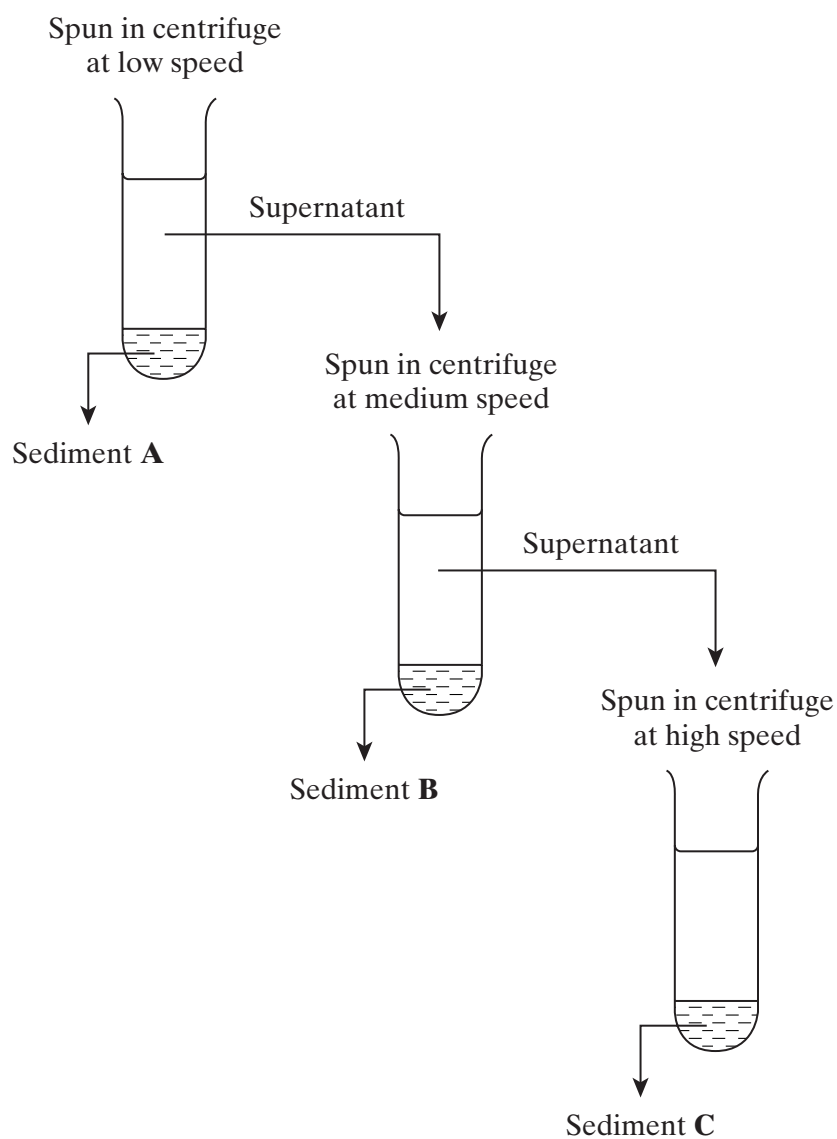 Spun in centrifuge
at low speed
Supernatant
Sediment A
Spun in centrifuge
at medium speed
Supernatant
Sediment B
Spun in centrifuge
at high speed
Sediment C